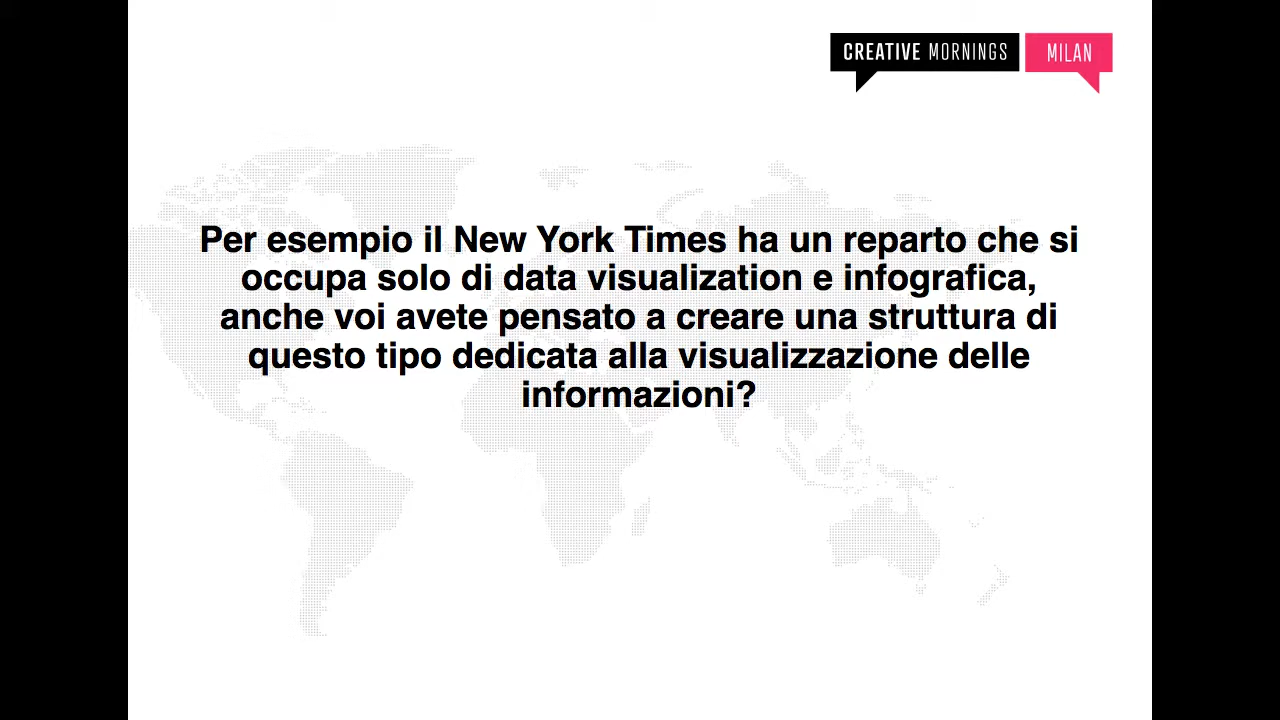 CREATIVE MORNINGS MILAN
Per esempio il New York Times ha un reparto che si
occupa solo di data visualization e infografica,
anche voi avete pensato a creare una struttura di
questo tipo dedicata alla visualizzazione delle
informazioni?